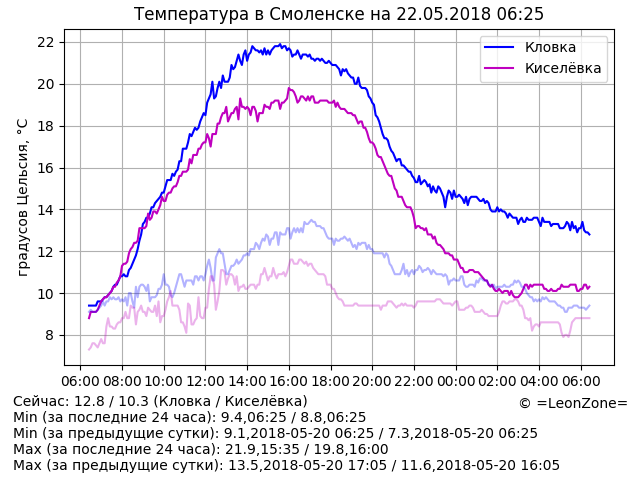 Температура в Смоленске на 22.05.2018 06:25
градусов Цельсия, °C
22
20
18
16
14
12
10
8
Кловка
Киселёвка
06:00 08:00 10:00 12:00 14:00 16:00 18:00 20:00 22:00 00:00 02:00 04:00 06:00
Сейчас: 12.8 / 10.3 (Кловка / Киселёвка)
© =LeonZone=
Min (за последние 24 часа): 9.4,06:25 / 8.8,06:25
Min (за предыдущие сутки): 9.1,2018-05-20 06:25 / 7.3,2018-05-20 06:25
Max (за последние 24 часа): 21.9,15:35 / 19.8,16:00
Max (за предыдущие сутки): 13.5,2018-05-20 17:05 / 11.6,2018-05-20 16:05